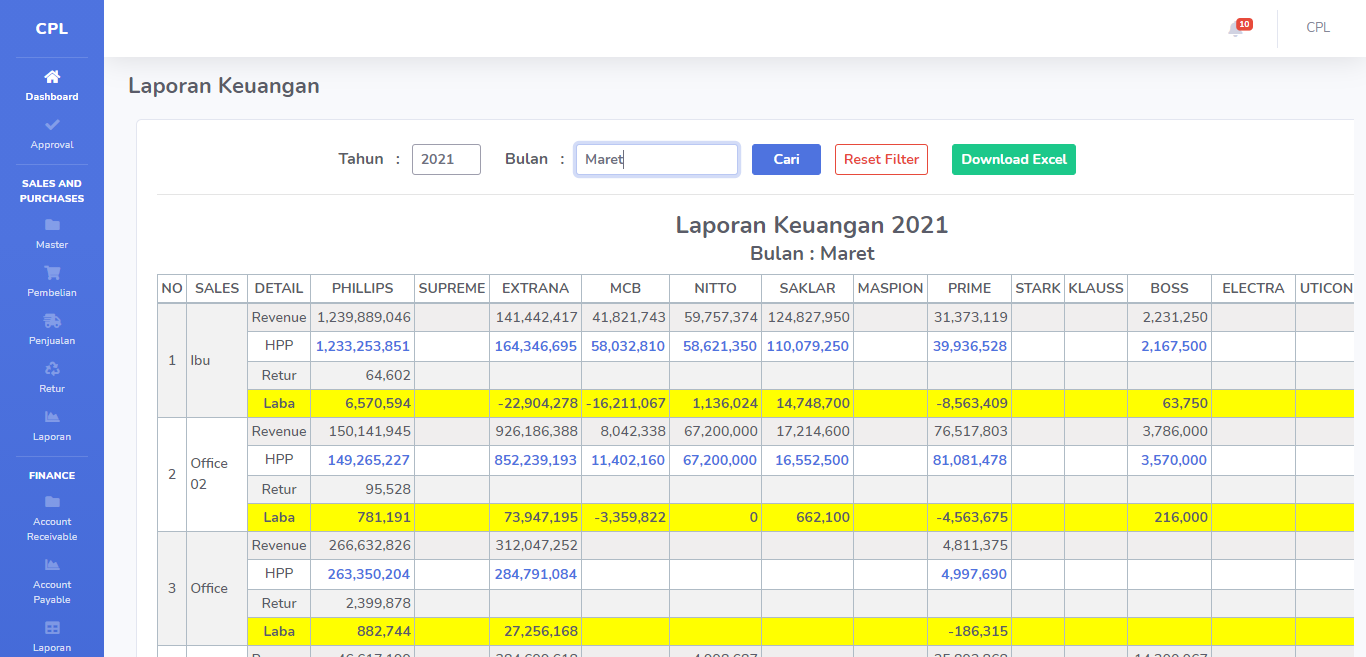 CPL
10
CPL
Dashboard
Approval
SALES AND
PURCHASES
Master
Pembelian
Penjualan
Retur
Laporan
FINANCE
Account
Receivable
Account
Payable
Laporan
Laporan Keuangan
Tahun : 2021 Bulan : Maret Cari Reset Filter Download Excel
Laporan Keuangan 2021
Bulan : Maret
NO SALES DETAIL PHILLIPS SUPREME EXTRANA MCB NITTO SAKLAR MASPION PRIME STARK KLAUSS BOSS ELECTRA UTICON
1 Ibu
Revenue 1,239,889,046 141,442,417 41,821,743 59,757,374 124,827,950 31,373,119 2,231,250
HPP 1,233,253,851 164,346,695 58,032,810 58,621,350 110,079,250 39,936,528 2,167,500
Retur 64,602
Laba 6,570,594 -22,904,278 -16,211,067 1,136,024 14,748,700 -8,563,409 63,750
2 Office
02
Revenue 150,141,945 926,186,388 8,042,338 67,200,000 17,214,600 76,517,803 3,786,000
HPP 149,265,227 852,239,193 11,402,160 67,200,000 16,552,500 81,081,478 3,570,000
Retur 95,528
Laba 781,191 73,947,195 -3,359,822 0 662,100 -4,563,675 216,000
3 Office
Revenue 266,632,826 312,047,252 4,811,375
HPP 263,350,204 284,791,084 4,997,690
Retur 2,399,878
Laba 882,744 27,256,168 -186,315